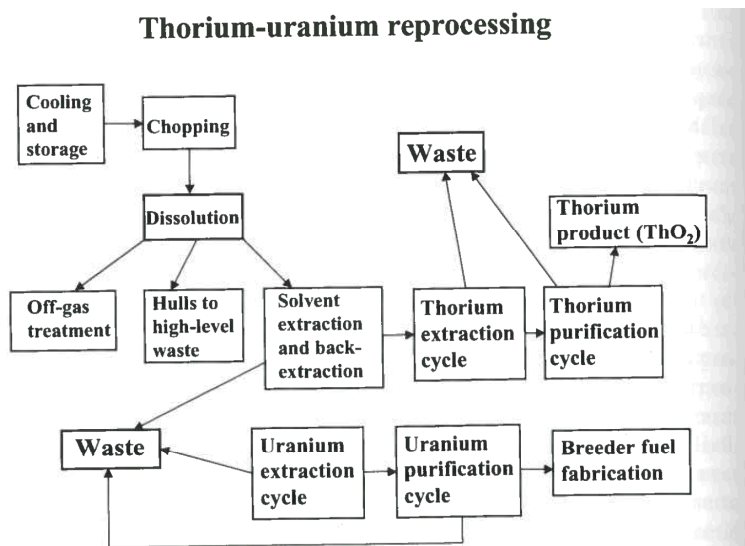 Thorium-uranium reprocessing
Cooling
and
storage
Chopping
Waste
Dissolution
Thorium
product (ThO₂)
Off-gas
treatment
Hulls to
high-level
waste
Solvent
extraction
and back-
extraction
Thorium
extraction
cycle
Thorium
purification
cycle
Waste
Uranium
extraction
cycle
Uranium
purification
cycle
Breeder fuel
fabrication